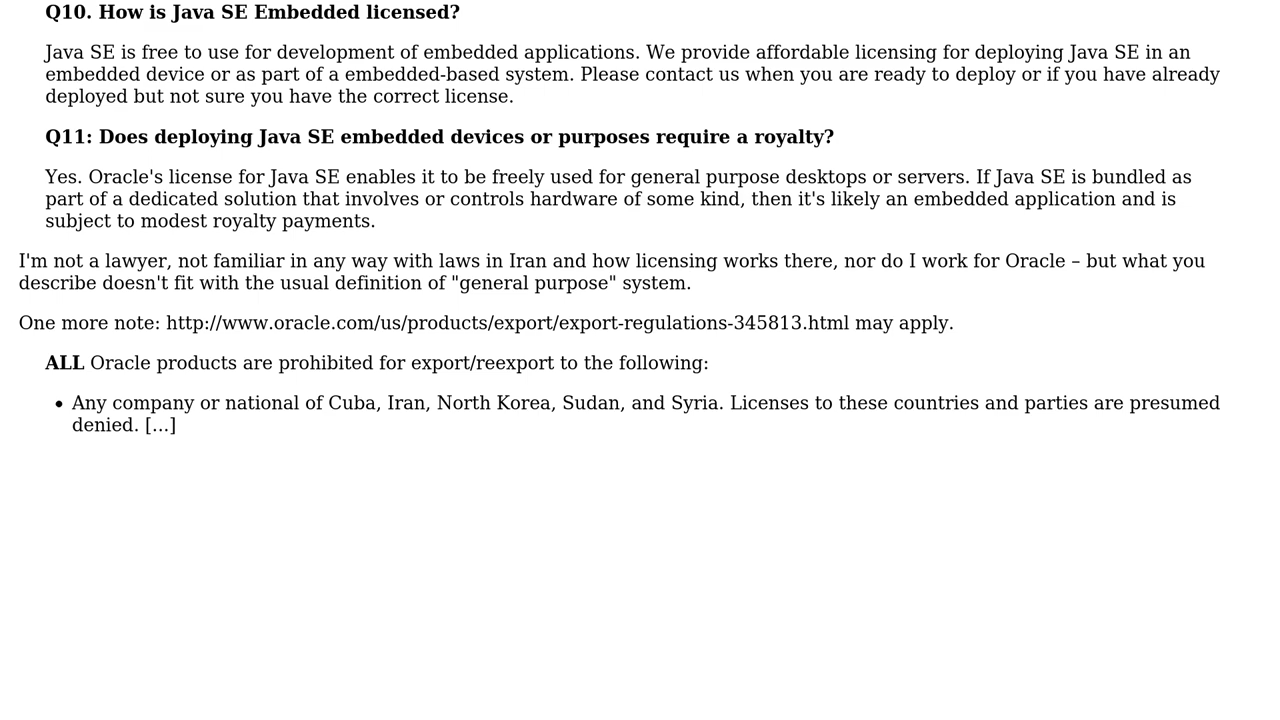 Q10. How is Java SE Embedded licensed?
Java SE is free to use for development of embedded applications. We provide affordable licensing for deploying Java SE in an
embedded device or as part of a embedded-based system. Please contact us when you are ready to deploy or if you have already
deployed but not sure you have the correct license.
Q11: Does deploying Java SE embedded devices or purposes require a royalty?
Yes. Oracle's license for Java SE enables it to be freely used for general purpose desktops or servers. If Java SE is bundled as
part of a dedicated solution that involves or controls hardware of some kind, then it's likely an embedded application and is
subject to modest royalty payments.
I'm not a lawyer, not familiar in any way with laws in Iran and how licensing works there, nor do I work for Oracle – but what you
describe doesn't fit with the usual definition of "general purpose" system.
One more note: http://www.oracle.com/us/products/export/export-regulations-345813.html may apply.
ALL Oracle products are prohibited for export/reexport to the following:
• Any company or national of Cuba, Iran, North Korea, Sudan, and Syria. Licenses to these countries and parties are presumed
denied. [...]